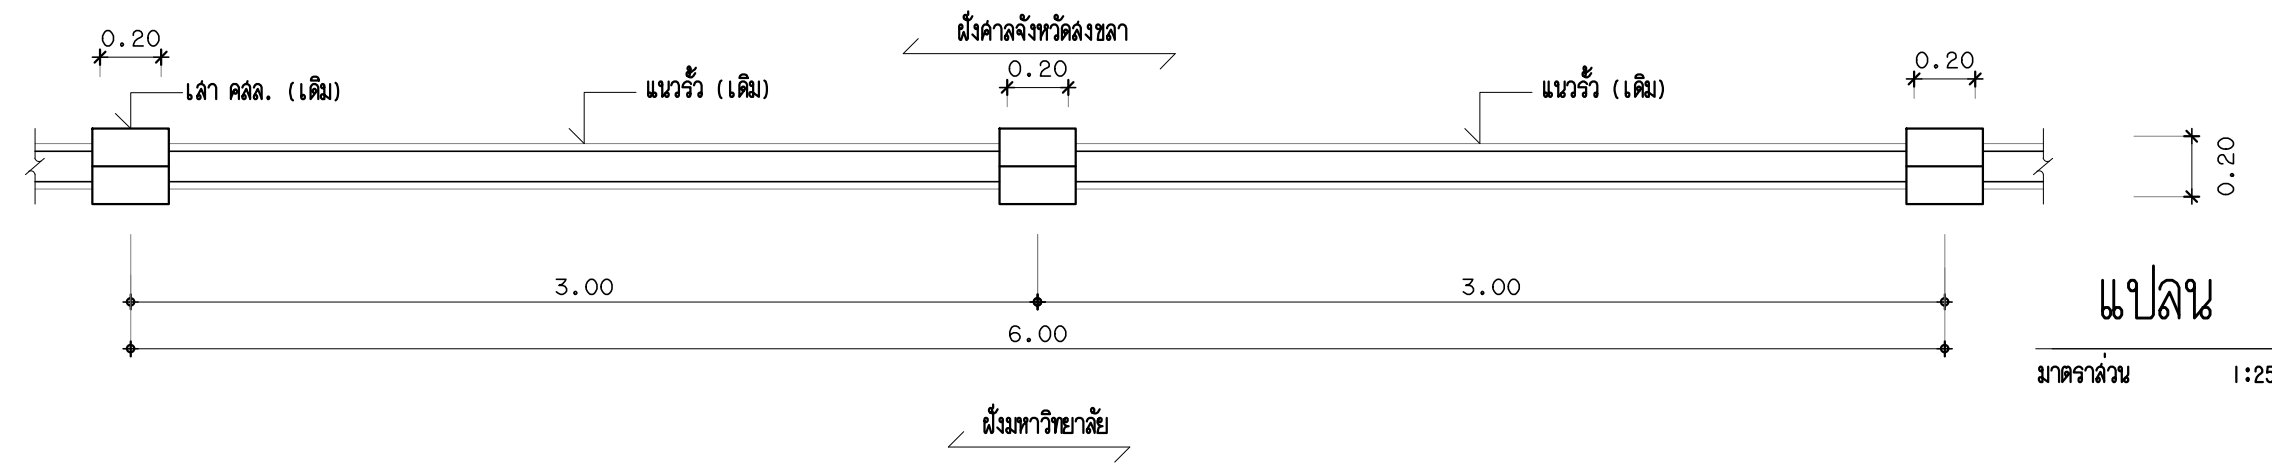 ฝั่งศาลจังหวัดสงขลา
0.20
0.20
0.20
เสา คสล. (เดิม)
แนวรั้ว (เดิม)
แนวรั้ว (เดิม)
0.20
3.00
3.00
6.00
แปลน
มาตราส่วน 1:25
ฝั่งมหาวิทยาลัย